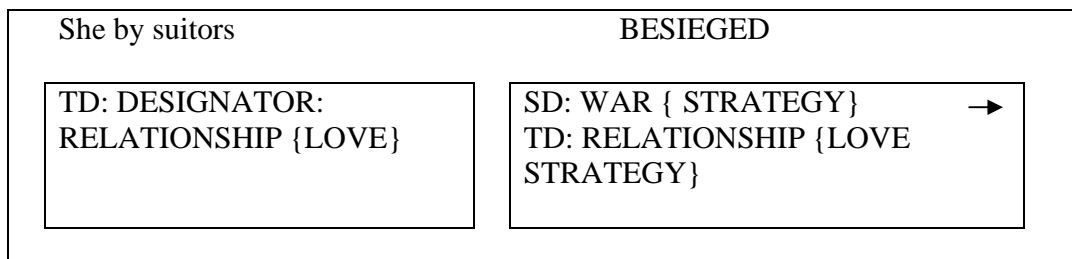 She by suitors BESIEGED
TD: DESIGNATOR:
RELATIONSHIP {LOVE}
SD: WAR { STRATEGY} →
TD: RELATIONSHIP {LOVE
STRATEGY}